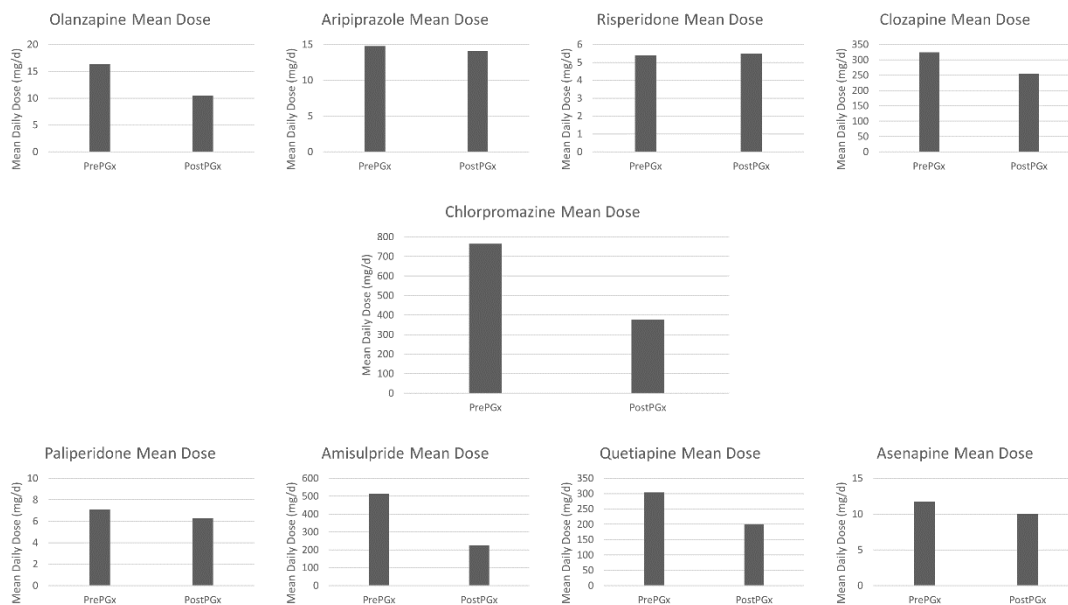 Olanzapine Mean Dose
Mean Daily Dose (mg/d)
20
15
10
5
0
PrePGx PostPGx
Aripiprazole Mean Dose
Mean Daily Dose (mg/d)
15
10
5
0
PrePGx PostPGx
Risperidone Mean Dose
Mean Daily Dose (mg/d)
6
5
4
3
2
1
0
PrePGx PostPGx
Clozapine Mean Dose
Mean Daily Dose (mg/d)
350
300
250
200
150
100
50
0
PrePGx PostPGx
Chlorpromazine Mean Dose
Mean Daily Dose (mg/d)
800
700
600
500
400
300
200
100
0
PrePGx PostPGx
Paliperidone Mean Dose
Mean Daily Dose (mg/d)
10
8
6
4
2
0
PrePGx PostPGx
Amisulpride Mean Dose
Mean Daily Dose (mg/d)
600
500
400
300
200
100
0
PrePGx PostPGx
Quetiapine Mean Dose
Mean Daily Dose (mg/d)
350
300
250
200
150
100
50
0
PrePGx PostPGx
Asenapine Mean Dose
Mean Daily Dose (mg/d)
15
10
5
0
PrePGx PostPGx